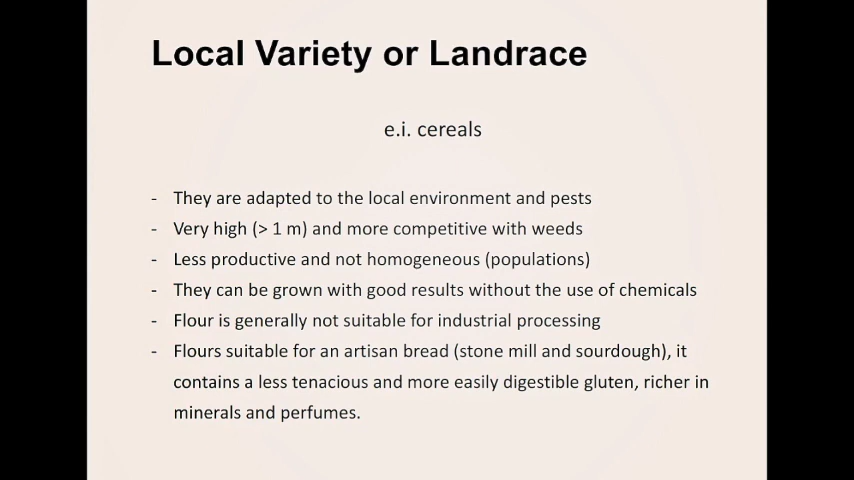 Local Variety or Landrace
e.i. cereals
- They are adapted to the local environment and pests
- Very high (> 1 m) and more competitive with weeds
- Less productive and not homogeneous (populations)
- They can be grown with good results without the use of chemicals
- Flour is generally not suitable for industrial processing
- Flours suitable for an artisan bread (stone mill and sourdough), it
contains a less tenacious and more easily digestible gluten, richer in
minerals and perfumes.